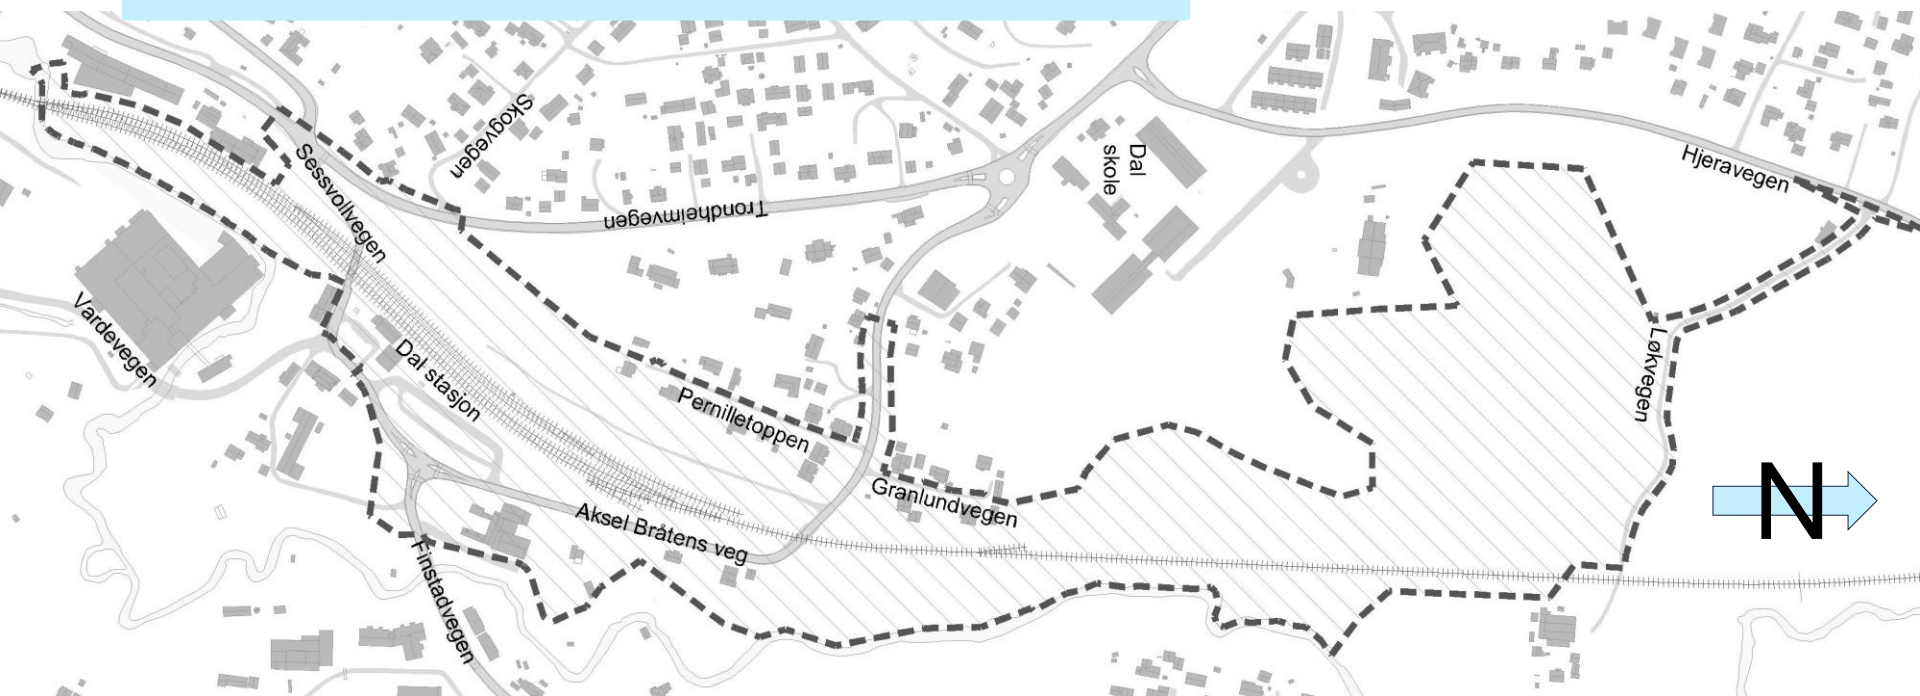 Skogvegen
Dal
skole
Hjeravegen
Sessvollvegen
Trondheimvegen
Vardevegen
Dal stasjon
Løkvegen
Pernilletoppen
Granlundvegen
N
Aksel Bråtens veg
Finstadvegen